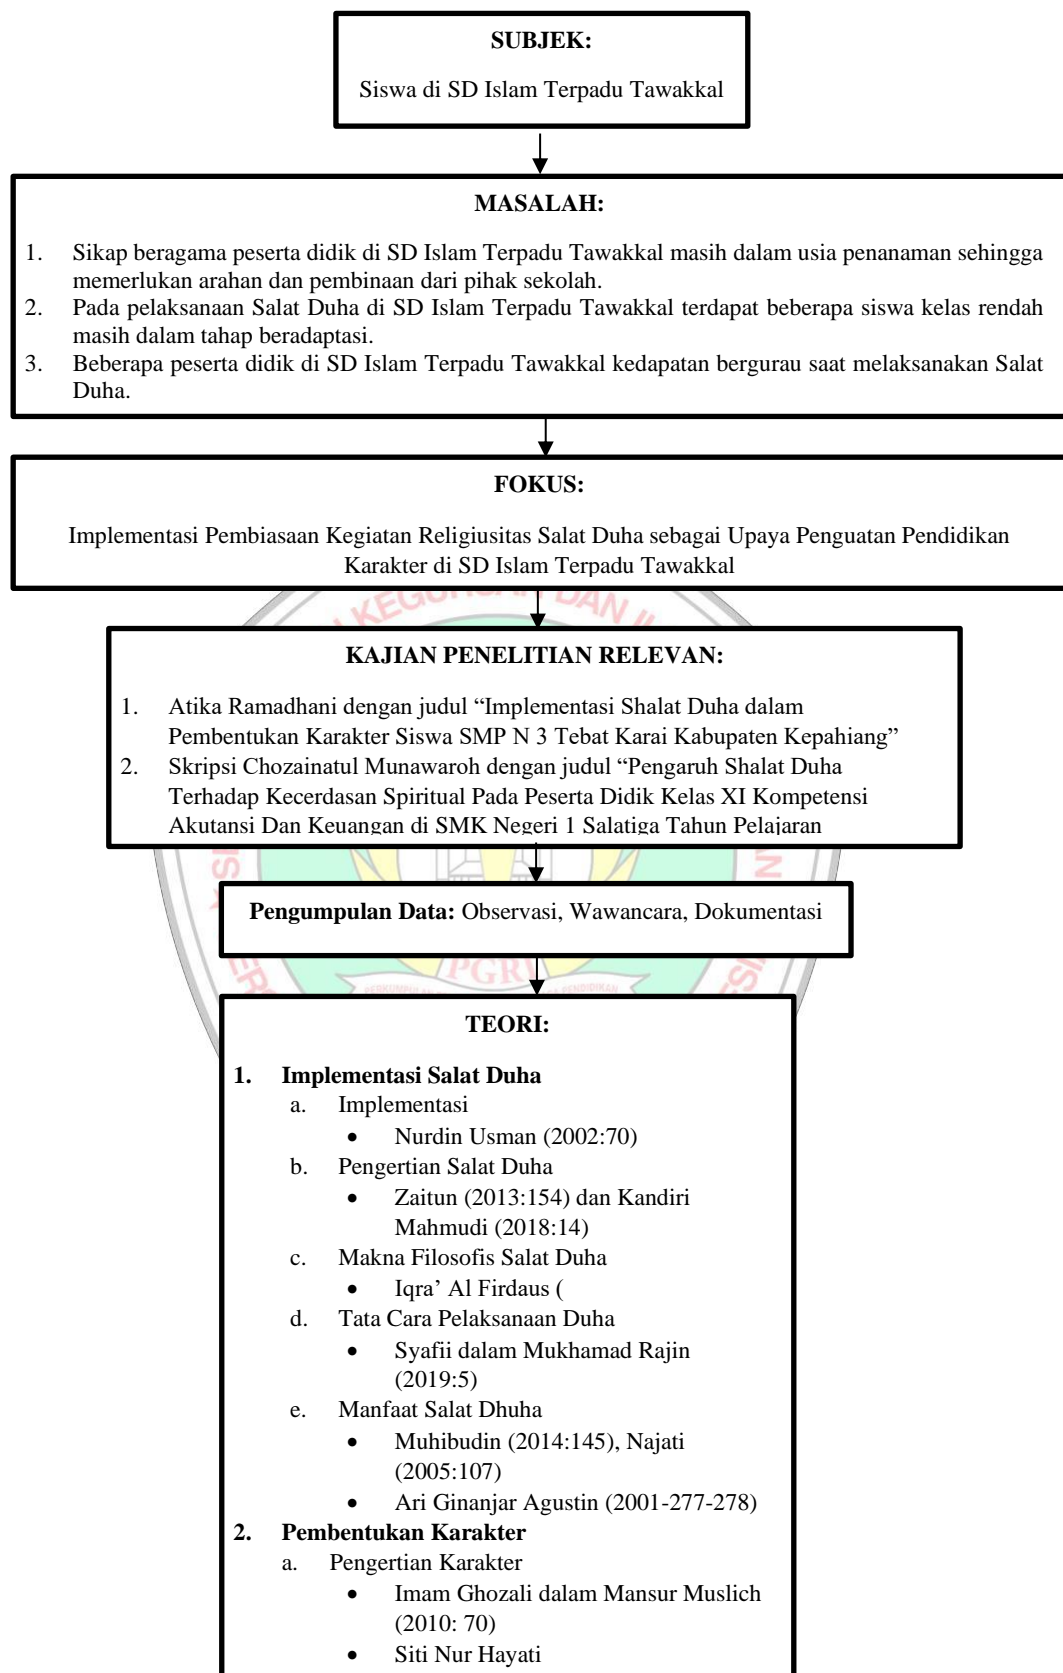 SUBJEK:
Siswa di SD Islam Terpadu Tawakkal
MASALAH:
1. Sikap beragama peserta didik di SD Islam Terpadu Tawakkal masih dalam usia penanaman sehingga
memerlukan arahan dan pembinaan dari pihak sekolah.
2. Pada pelaksanaan Salat Duha di SD Islam Terpadu Tawakkal terdapat beberapa siswa kelas rendah
masih dalam tahap beradaptasi.
3. Beberapa peserta didik di SD Islam Terpadu Tawakkal kedapatan bergurau saat melaksanakan Salat
Duha.
FOKUS:
Implementasi Pembiasaan Kegiatan Religiusitas Salat Duha sebagai Upaya Penguatan Pendidikan
Karakter di SD Islam Terpadu Tawakkal
KEGURUAN DAN
KAJIAN PENELITIAN RELEVAN:
1. Atika Ramadhani dengan judul “Implementasi Shalat Duha dalam
Pembentukan Karakter Siswa SMP N 3 Tebat Karai Kabupaten Kepahiang”
2. Skripsi Chozainatul Munawaroh dengan judul “Pengaruh Shalat Duha
Terhadap Kecerdasan Spiritual Pada Peserta Didik Kelas XI Kompetensi
Akutansi Dan Keuangan di SMK Negeri 1 Salatiga Tahun Pelajaran
Pengumpulan Data: Observasi, Wawancara, Dokumentasi
PGRI
TEORI:
1. Implementasi Salat Duha
a. Implementasi
• Nurdin Usman (2002:70)
b. Pengertian Salat Duha
• Zaitun (2013:154) dan Kandiri
Mahmudi (2018:14)
c. Makna Filosofis Salat Duha
• Iqra’ Al Firdaus (
d. Tata Cara Pelaksanaan Duha
• Syafii dalam Mukhamad Rajin
(2019:5)
e. Manfaat Salat Dhuha
• Muhibudin (2014:145), Najati
(2005:107)
• Ari Ginanjar Agustin (2001-277-278)
2. Pembentukan Karakter
a. Pengertian Karakter
• Imam Ghozali dalam Mansur Muslich
(2010: 70)
• Siti Nur Hayati